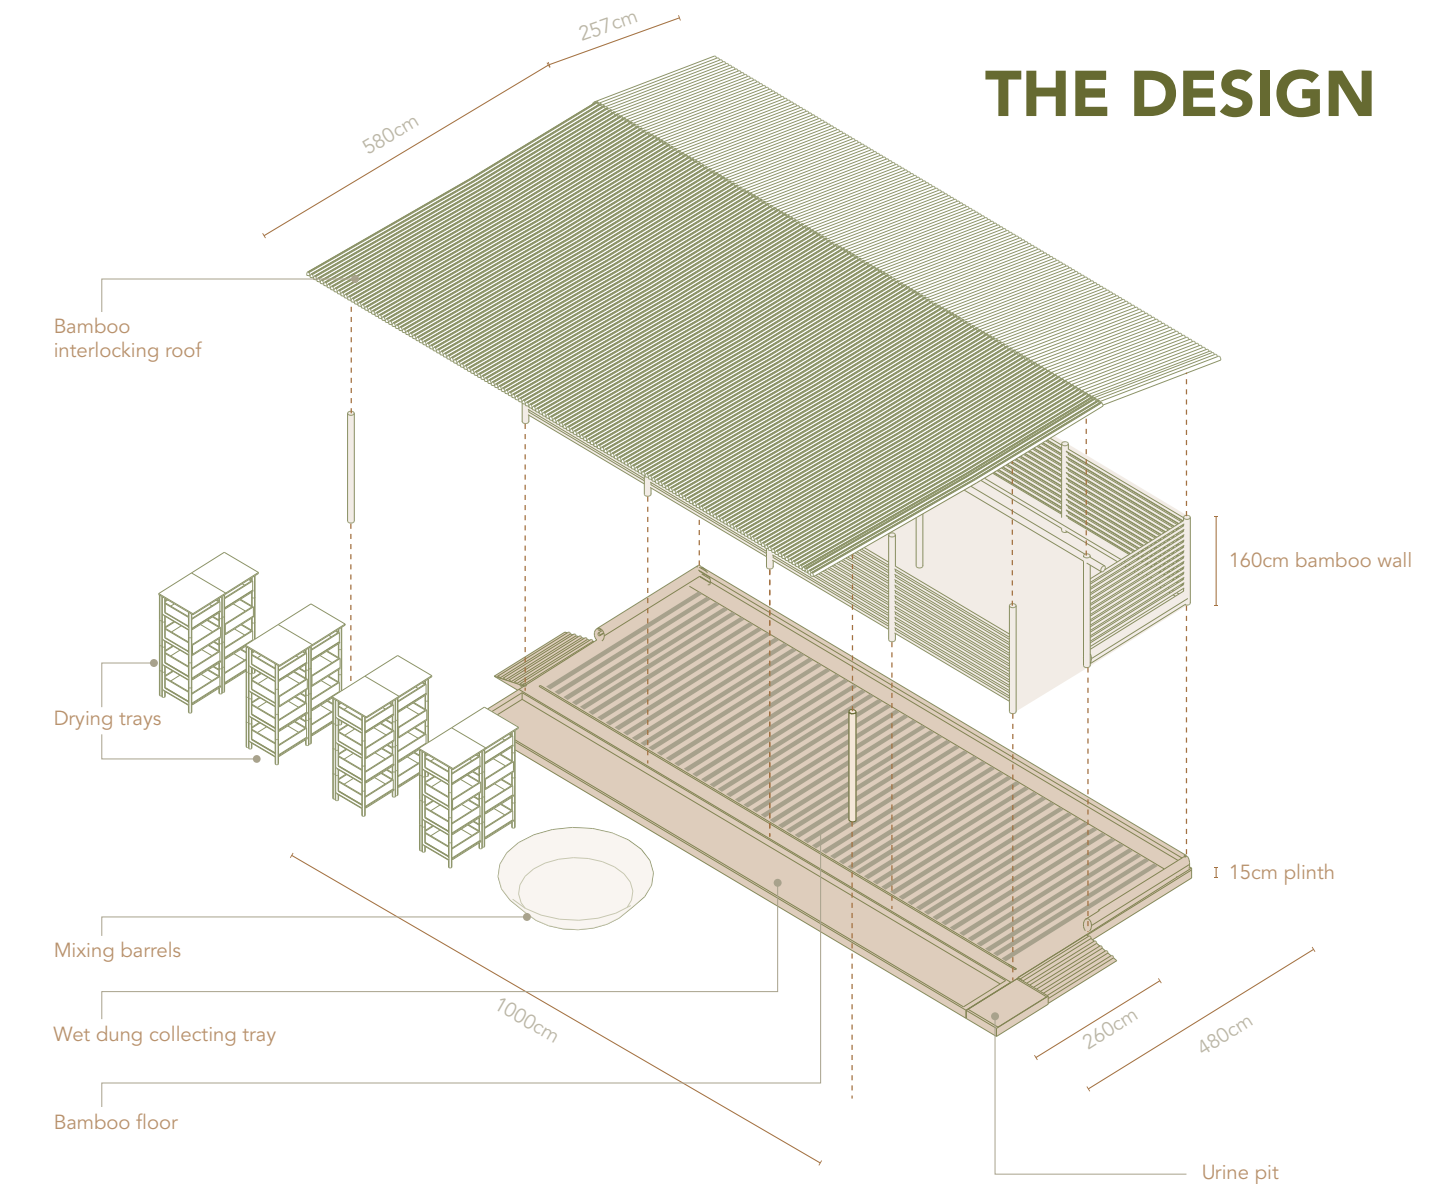 257cm
THE DESIGN
580cm
Bamboo
interlocking roof
160cm bamboo wall
Drying trays
15cm plinth
Mixing barrels
1000cm
260cm
480cm
Wet dung collecting tray
Bamboo floor
Urine pit